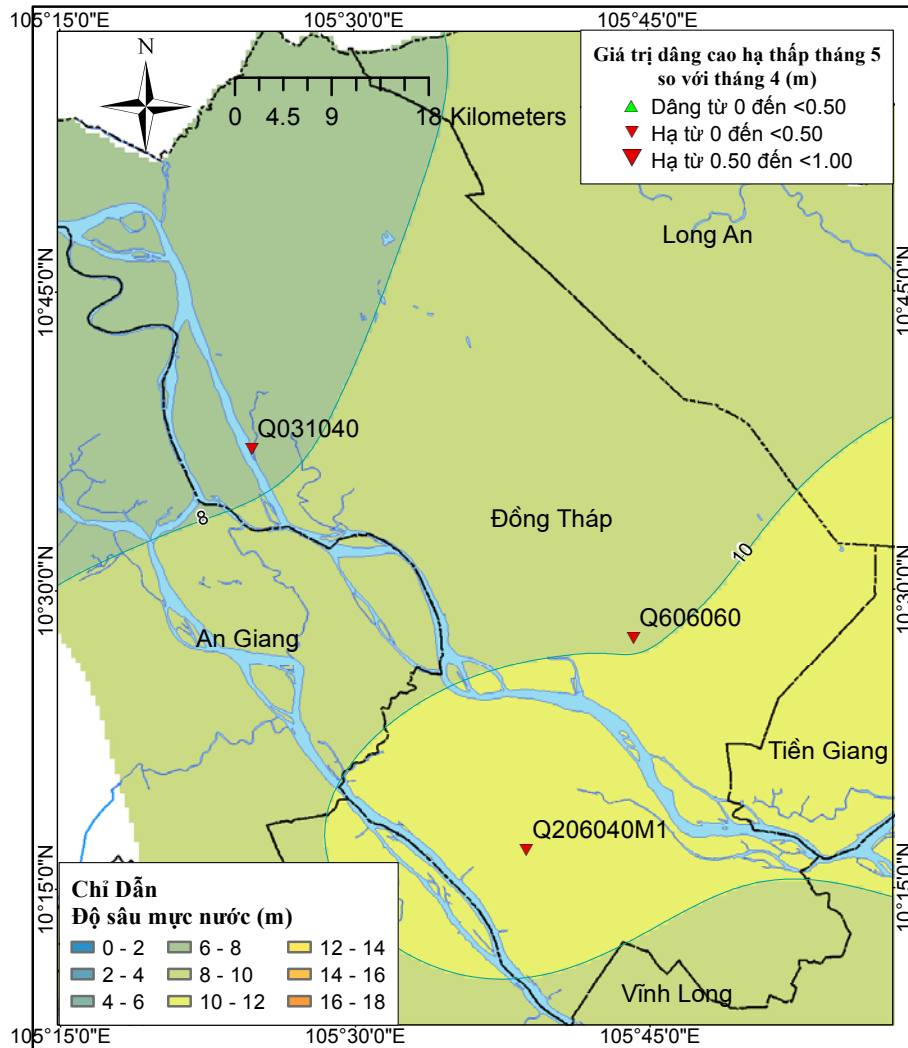 105°15'0"E 105°30'0"E 105°45'0"E
N
0 4.5 9 18 Kilometers
Giá trị dâng cao hạ thấp tháng 5
so với tháng 4 (m)
Dâng từ 0 đến <0.50
Hạ từ 0 đến <0.50
Hạ từ 0.50 đến <1.00
Long An
10°45'0"N 10°45'0"N
Q031040
Đồng Tháp
8
10
10°30'0"N 10°30'0"N
Q606060
An Giang
Tiền Giang
Q206040M1
10°15'0"N 10°15'0"N
Chỉ Dẫn
Độ sâu mực nước (m)
0 - 2 6 - 8 12 - 14
2 - 4 8 - 10 14 - 16
4 - 6 10 - 12 16 - 18
Vĩnh Long
105°15'0"E 105°30'0"E 105°45'0"E